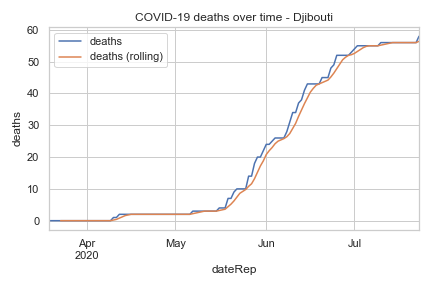 COVID-19 deaths over time - Djibouti
deaths
deaths (rolling)
60
50
40
30
20
10
0
deaths
Apr
2020
May
Jun
Jul
dateRep